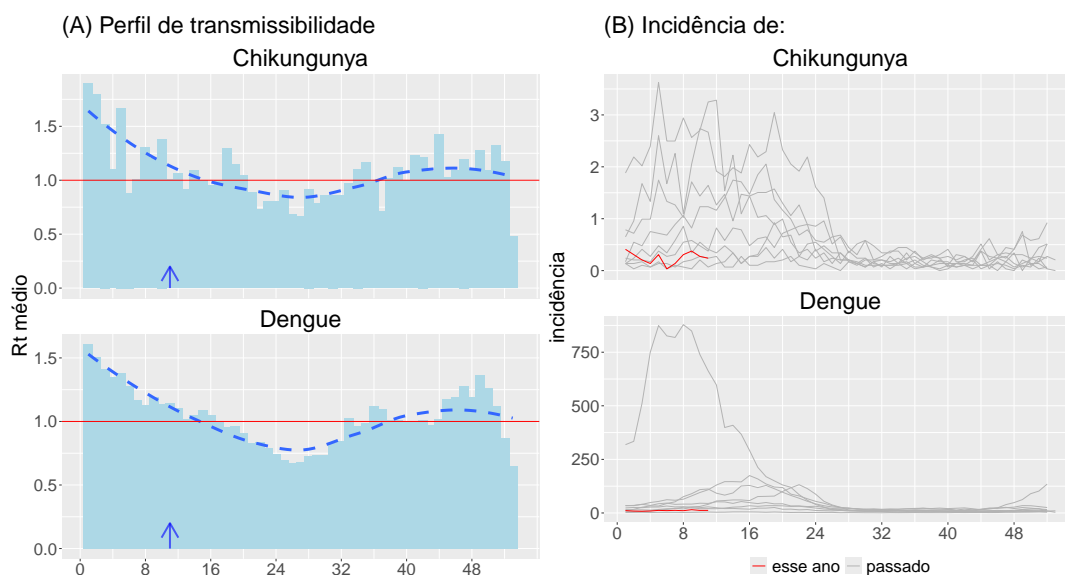 (A) Perfil de transmissibilidade
Chikungunya
1.5
1.0
0.5
0.0
Dengue
1.5
1.0
0.5
0.0
0 8 16 24 32 40 48
Rt médio
(B) Incidência de:
Chikungunya
3
2
1
0
Dengue
750
500
250
0
0 8 16 24 32 40 48
incidência
esse ano passado